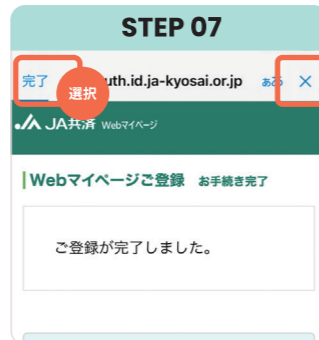 STEP 07
完了 選択 uth.id.ja-kyosai.or.jp ぁあ ×
JA共済 Webマイページ
Webマイページご登録 お手続き完了
ご登録が完了しました。